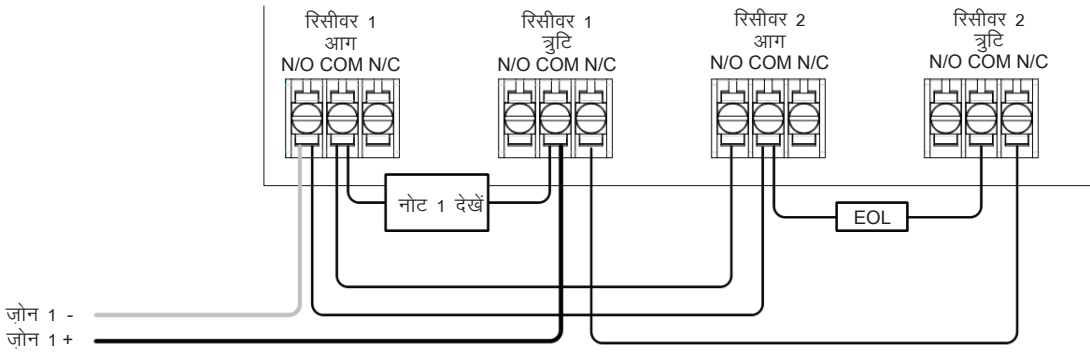 रिसीवर 1
आग
N/O COM N/C
रिसीवर 1
त्रुटि
N/O COM N/C
रिसीवर 2
आग
N/O COM N/C
रिसीवर 2
त्रुटि
N/O COM N/C
नोट 1 देखें
EOL
ज़ोन 1 -
ज़ोन 1 +